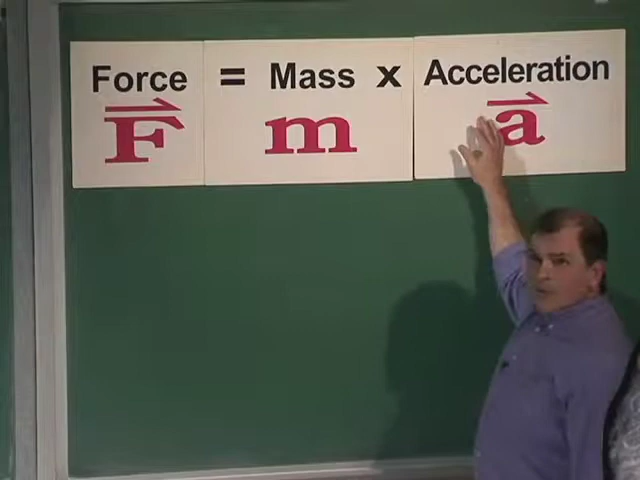 Force = Mass x Acceleration
F m a